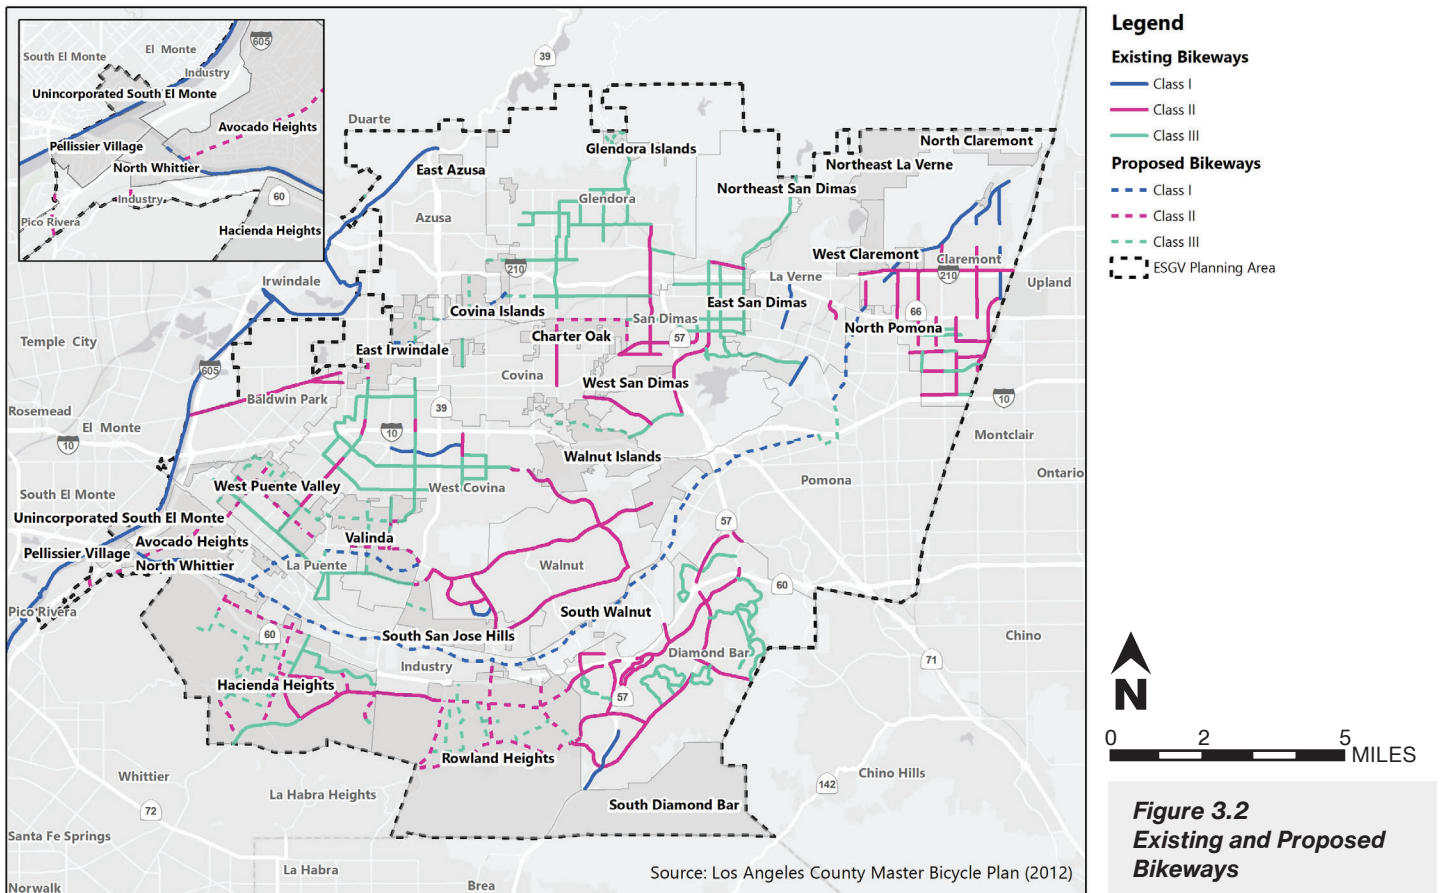 605
El Monte
South El Monte
Industry
Unincorporated South El Monte
Avocado Heights
Pellissier Village
North Whittier
Industry
60
Pico Rivera
Hacienda Heights
39
Duarte
Glendora Islands
North Claremont
Northeast La Verne
East Azusa
Northeast San Dimas
Glendora
Azusa
West Claremont
Claremont
210
La Verne
210
Irwindale
Upland
East San Dimas
Covina Islands
66
San Dimas
North Pomona
Charter Oak
57
Temple City
East Irwindale
605
Covina
West San Dimas
Baldwin Park
39
10
Rosemead
El Monte
10
10
Montclair
Walnut Islands
Ontario
Pomona
West Puente Valley
West Covina
South El Monte
Unincorporated South El Monte
57
Avocado Heights
Valinda
Pellissier Village
North Whittier
La Puente
Walnut
60
Pico Rivera
South Walnut
60
South San Jose Hills
Chino
Industry
Diamond Bar
71
Hacienda Heights
57
Rowland Heights
Whittier
Chino Hills
142
La Habra Heights
South Diamond Bar
72
Santa Fe Springs
La Habra
Norwalk
Brea
Source: Los Angeles County Master Bicycle Plan (2012)
Legend
Existing Bikeways
Class I
Class II
Class III
Proposed Bikeways
Class I
Class II
Class III
ESGV Planning Area
N
0 2 5
MILES
Figure 3.2
Existing and Proposed
Bikeways